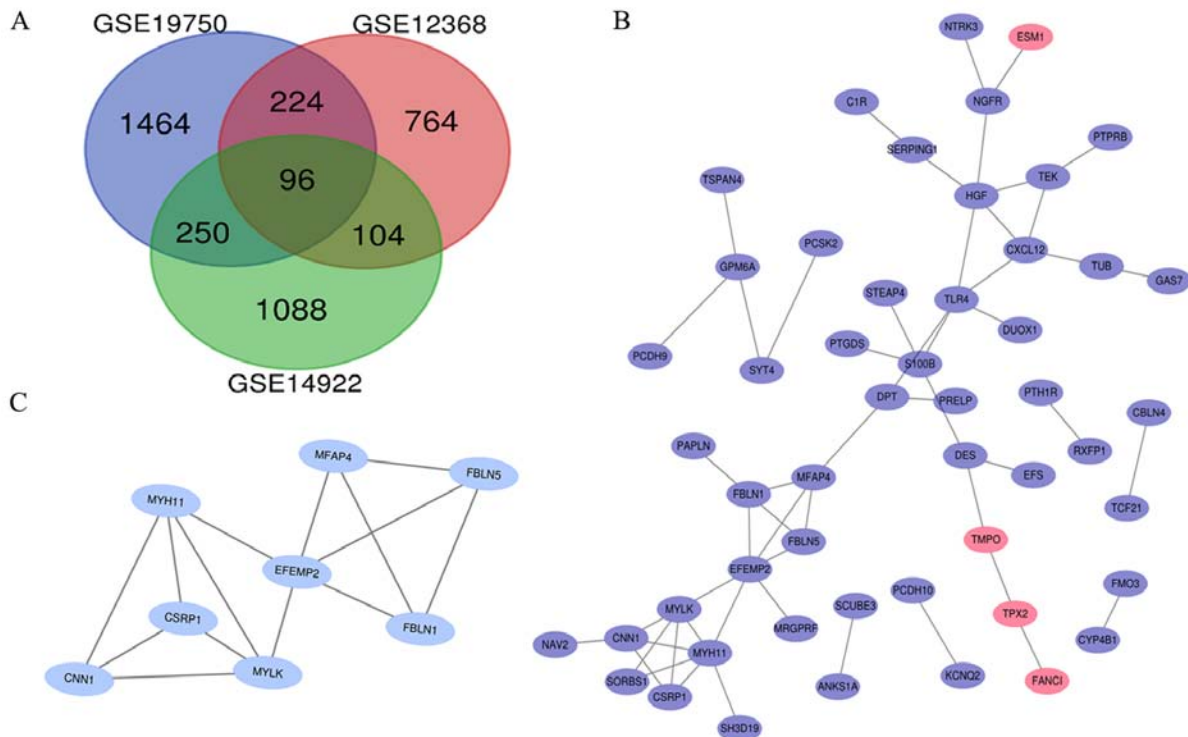 A
GSE19750
GSE12368
1464
224
764
96
250
104
1088
GSE14922
B
NTRK3
ESM1
C1R
NGFR
SERPING1
PTPRB
TEK
HGF
TSPAN4
CXCL12
PCSK2
GPM6A
TUB
GAS7
STEAP4
TLR4
DUOX1
PTGDS
PCDH9
SYT4
S100B
DPT
PRELP
PTH1R
CBLN4
PAPLN
DES
RXFP1
EFS
MFAP4
FBLN1
TCF21
FBLN5
TMPO
EFEMP2
FMO3
PCDH10
SCUBE3
MYLK
TPX2
MRGPRF
NAV2
CNN1
CYP4B1
MYH11
SORBS1
CSRP1
ANKS1A
KCNQ2
FANCI
SH3D19
C
MFAP4
FBLN5
MYH11
EFEMP2
CSRP1
FBLN1
CNN1
MYLK